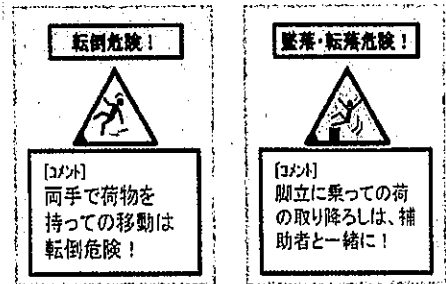 転倒危険！
[ｺﾒﾝﾄ]
両手で荷物を
持っての移動は
転倒危険！
墜落・転落危険！
[ｺﾒﾝﾄ]
脚立に乗っての荷
の取り降ろしは、補
助者と一緒に！